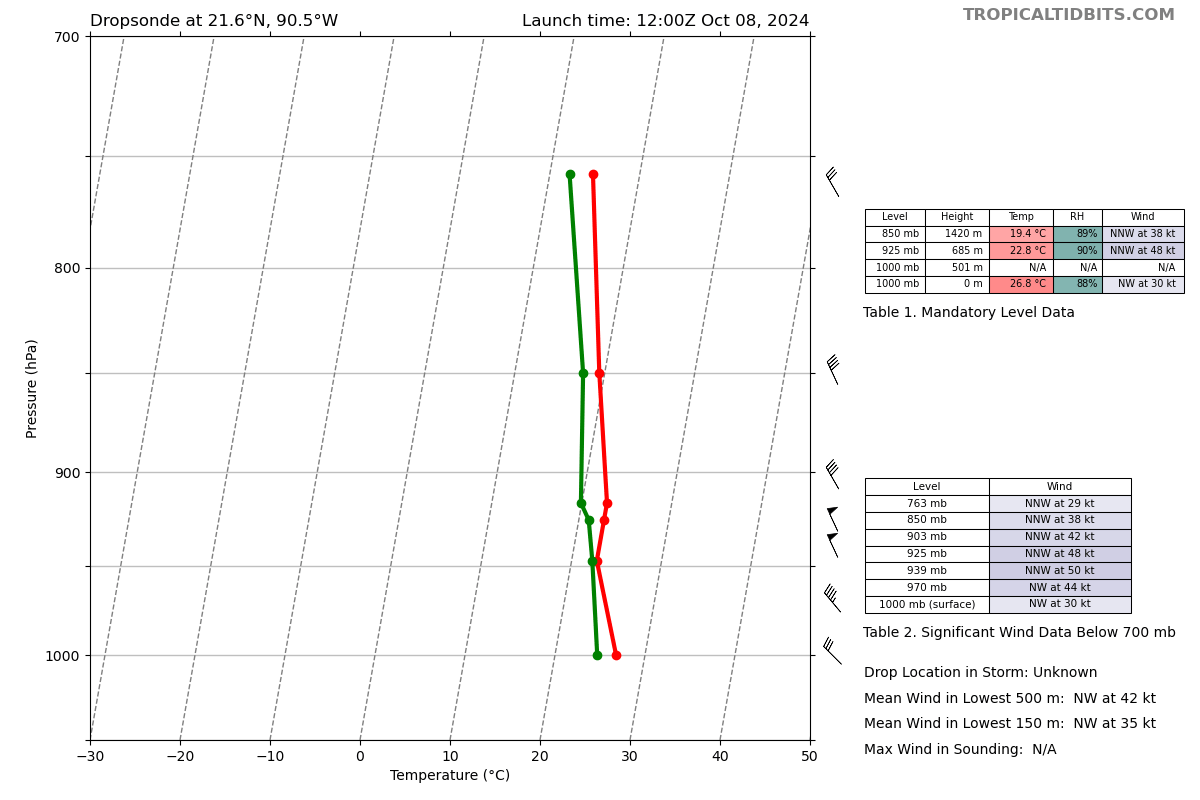 Dropsonde at 21.6°N, 90.5°W Launch time: 12:00Z Oct 08, 2024
TROPICALTIDBITS.COM
700
800
900
1000
Pressure (hPa)
−30 −20 −10 0 10 20 30 40 50
Temperature (°C)
Level Height Temp RH Wind
850 mb 1420 m 19.4 °C 89% NNW at 38 kt
925 mb 685 m 22.8 °C 90% NNW at 48 kt
1000 mb 501 m N/A N/A N/A
1000 mb 0 m 26.8 °C 88% NW at 30 kt
Table 1. Mandatory Level Data
Level Wind
763 mb NNW at 29 kt
850 mb NNW at 38 kt
903 mb NNW at 42 kt
925 mb NNW at 48 kt
939 mb NNW at 50 kt
970 mb NW at 44 kt
1000 mb (surface) NW at 30 kt
Table 2. Significant Wind Data Below 700 mb
Drop Location in Storm: Unknown
Mean Wind in Lowest 500 m: NW at 42 kt
Mean Wind in Lowest 150 m: NW at 35 kt
Max Wind in Sounding: N/A